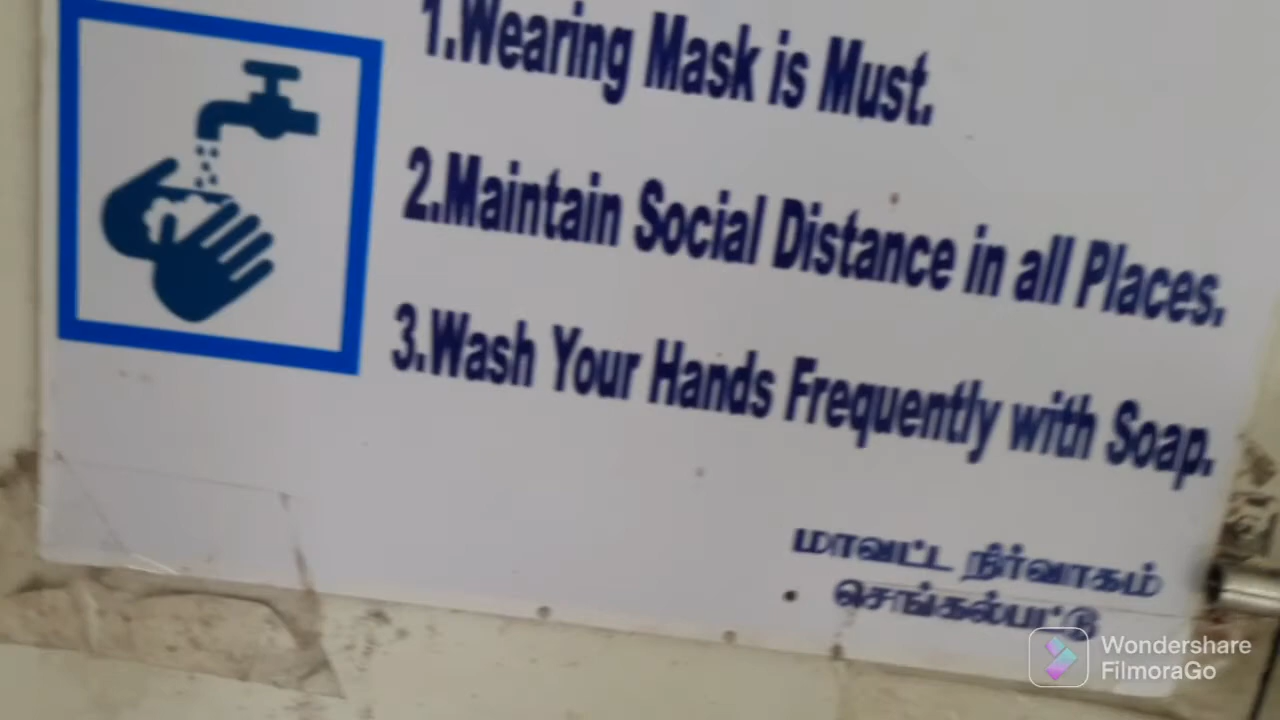 1.Wearing Mask is Must.
2.Maintain Social Distance in all Places.
3.Wash Your Hands Frequently with Soap.
மாவட்ட நிர்வாகம்
செங்கல்பட்டு
Wondershare
FilmoraGo